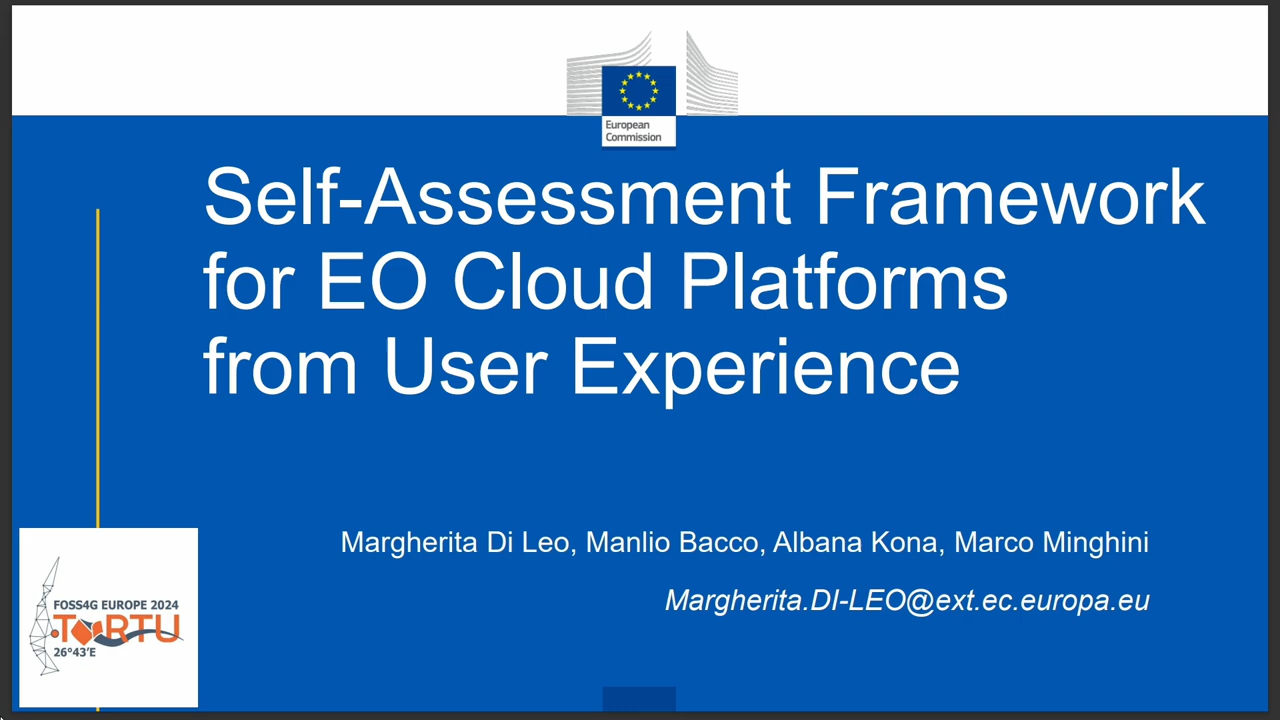 European
Commission
Self-Assessment Framework
for EO Cloud Platforms
from User Experience
Margherita Di Leo, Manlio Bacco, Albana Kona, Marco Minghini
Margherita.DI-LEO@ext.ec.europa.eu
FOSS4G EUROPE 2024
TARTU
26°43'E